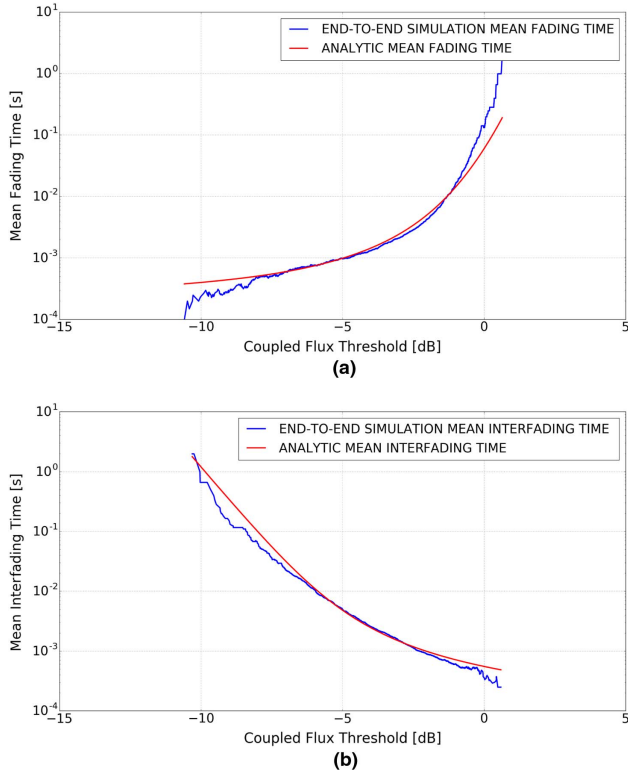 END-TO-END SIMULATION MEAN FADING TIME
ANALYTIC MEAN FADING TIME
Mean Fading Time [s]
10^1
10^0
10^-1
10^-2
10^-3
10^-4
−15
−10
−5
0
5
Coupled Flux Threshold [dB]
(a)
END-TO-END SIMULATION MEAN INTERFADING TIME
ANALYTIC MEAN INTERFADING TIME
Mean Interfading Time [s]
10^1
10^0
10^-1
10^-2
10^-3
10^-4
−15
−10
−5
0
5
Coupled Flux Threshold [dB]
(b)